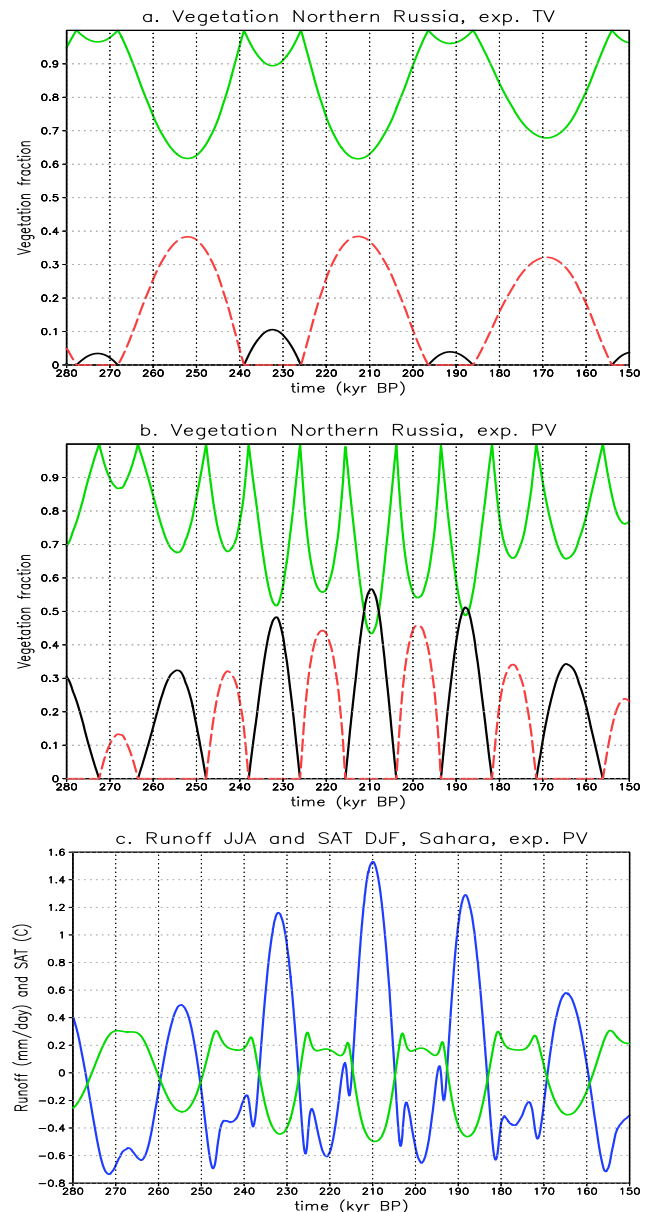 a. Vegetation Northern Russia, exp. TV
Vegetation fraction
0.9
0.8
0.7
0.6
0.5
0.4
0.3
0.2
0.1
0
280 270 260 250 240 230 220 210 200 190 180 170 160 150
time (kyr BP)
b. Vegetation Northern Russia, exp. PV
Vegetation fraction
0.9
0.8
0.7
0.6
0.5
0.4
0.3
0.2
0.1
0
280 270 260 250 240 230 220 210 200 190 180 170 160 150
time (kyr BP)
c. Runoff JJA and SAT DJF, Sahara, exp. PV
Runoff (mm/day) and SAT (C)
1.6
1.4
1.2
1
0.8
0.6
0.4
0.2
0
-0.2
-0.4
-0.6
-0.8
280 270 260 250 240 230 220 210 200 190 180 170 160 150
time (kyr BP)